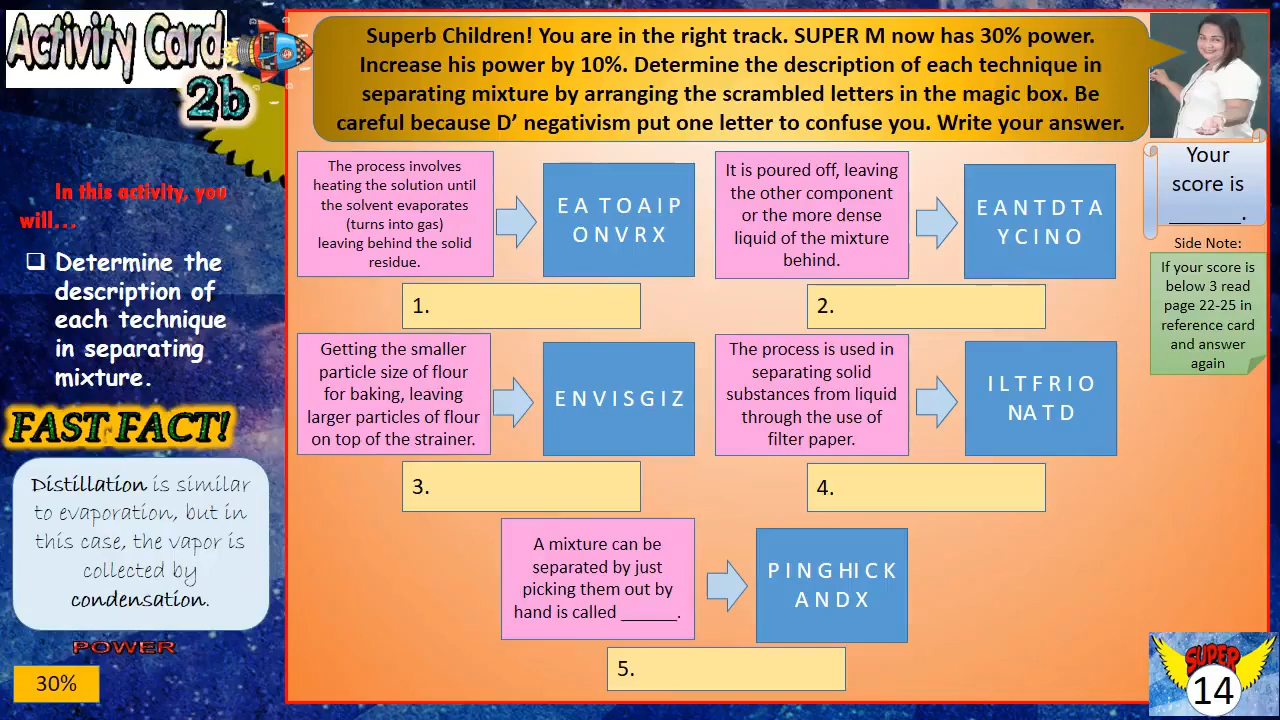 Activity Card
2b
Superb Children! You are in the right track. SUPER M now has 30% power.
Increase his power by 10%. Determine the description of each technique in
separating mixture by arranging the scrambled letters in the magic box. Be
careful because D’ negativism put one letter to confuse you. Write your answer.
In this activity, you
will…
❑ Determine the
description of
each technique
in separating
mixture.
FAST FACT!
Distillation is similar
to evaporation, but in
this case, the vapor is
collected by
condensation.
POWER
30%
The process involves
heating the solution until
the solvent evaporates
(turns into gas)
leaving behind the solid
residue.
E A T O A I P
O N V R X
1.
It is poured off, leaving
the other component
or the more dense
liquid of the mixture
behind.
E A N T D T A
Y C I N O
2.
Getting the smaller
particle size of flour
for baking, leaving
larger particles of flour
on top of the strainer.
E N V I S G I Z
3.
The process is used in
separating solid
substances from liquid
through the use of
filter paper.
I L T F R I O
N A T D
4.
A mixture can be
separated by just
picking them out by
hand is called ______.
P I N G H I C K
A N D X
5.
Your
score is
_______.
Side Note:
If your score is
below 3 read
page 22-25 in
reference card
and answer
again
SUPER
14